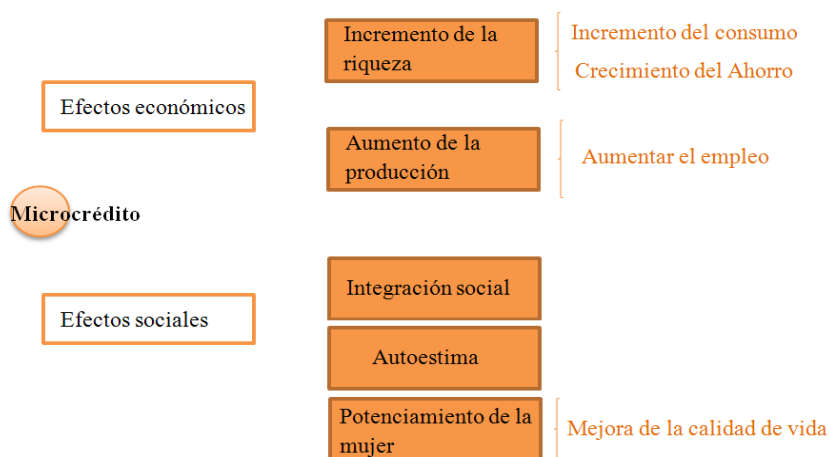 Microcrédito
Efectos económicos
Incremento de la
riqueza
Incremento del consumo
Crecimiento del Ahorro
Aumento de la
producción
Aumentar el empleo
Efectos sociales
Integración social
Autoestima
Potenciamiento de la
mujer
Mejora de la calidad de vida